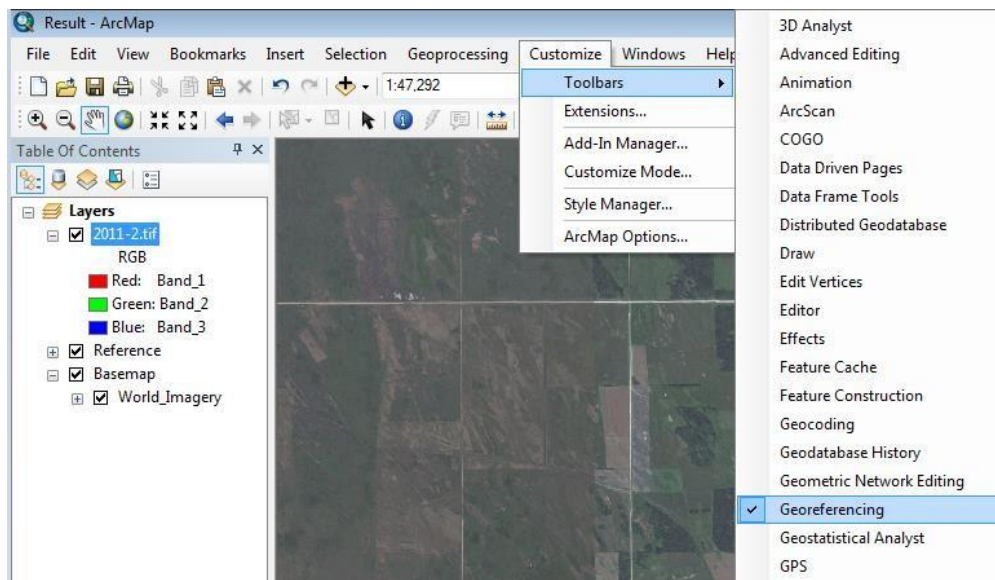 Result - ArcMap
File Edit View Bookmarks Insert Selection Geoprocessing Customize Windows Help
1:47,292
Table Of Contents
Layers
2011-2.tif
RGB
Red: Band_1
Green: Band_2
Blue: Band_3
Reference
Basemap
World_Imagery
Toolbars
Extensions...
Add-In Manager...
Customize Mode...
Style Manager...
ArcMap Options...
3D Analyst
Advanced Editing
Animation
ArcScan
COGO
Data Driven Pages
Data Frame Tools
Distributed Geodatabase
Draw
Edit Vertices
Editor
Effects
Feature Cache
Feature Construction
Geocoding
Geodatabase History
Geometric Network Editing
Georeferencing
Geostatistical Analyst
GPS